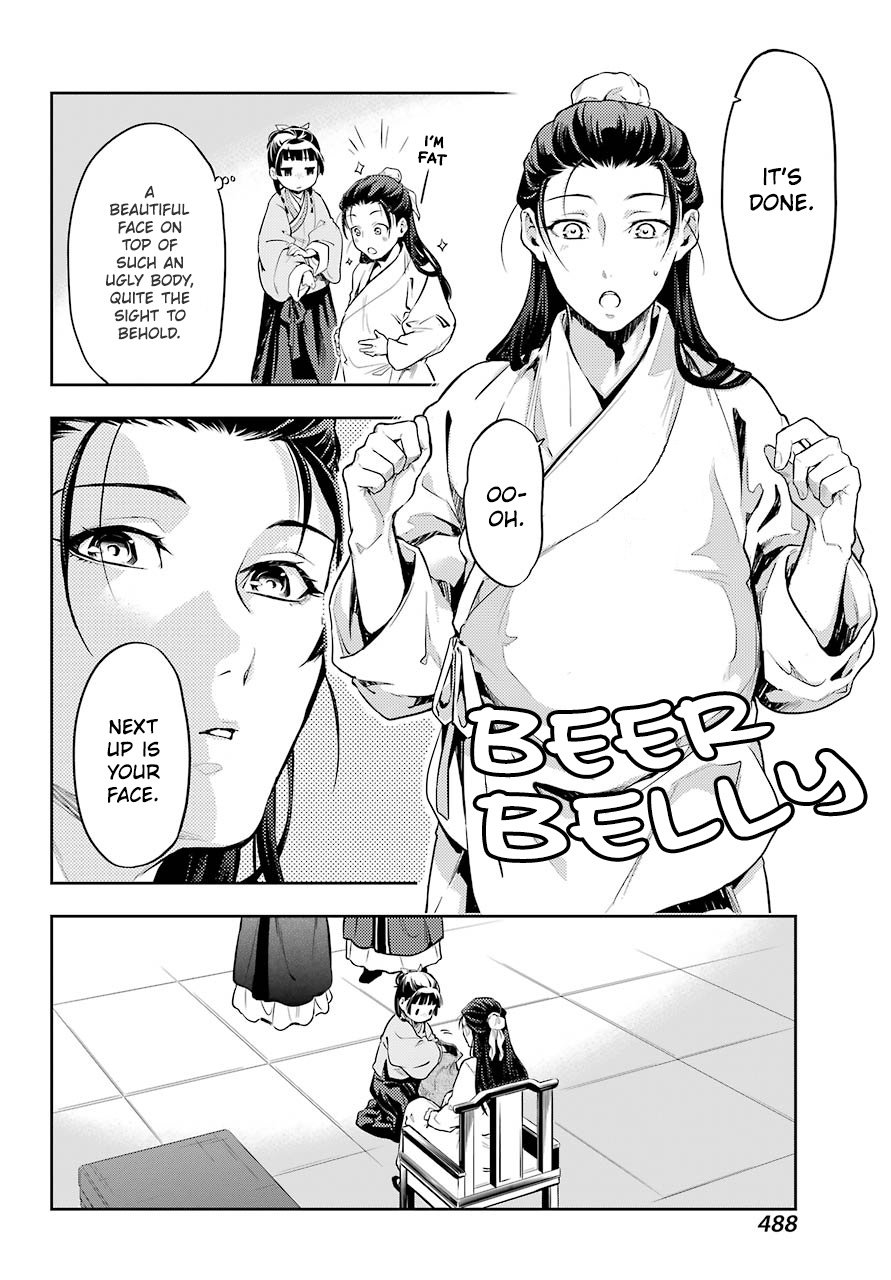 IT'S
DONE.
OO-
OH.
BEER
BELLY
I'M
FAT
A
BEAUTIFUL
FACE ON
TOP OF
SUCH AN
UGLY BODY,
QUITE THE
SIGHT TO
BEHOLD.
NEXT
UP IS
YOUR
FACE.
488